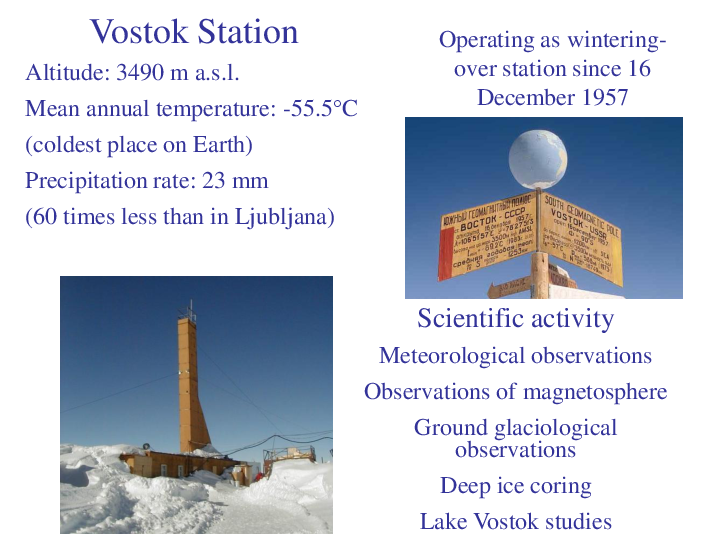 Vostok Station
Altitude: 3490 m a.s.l.
Mean annual temperature: -55.5°C
(coldest place on Earth)
Precipitation rate: 23 mm
(60 times less than in Ljubljana)
Operating as wintering-
over station since 16
December 1957
ЮЖНЫЙ ГЕОМАГНИТНЫЙ ПОЛЮС
ВОСТОК - СССР
SOUTH GEOMAGNETIC POLE
VOSTOK - USSR
Scientific activity
Meteorological observations
Observations of magnetosphere
Ground glaciological
observations
Deep ice coring
Lake Vostok studies